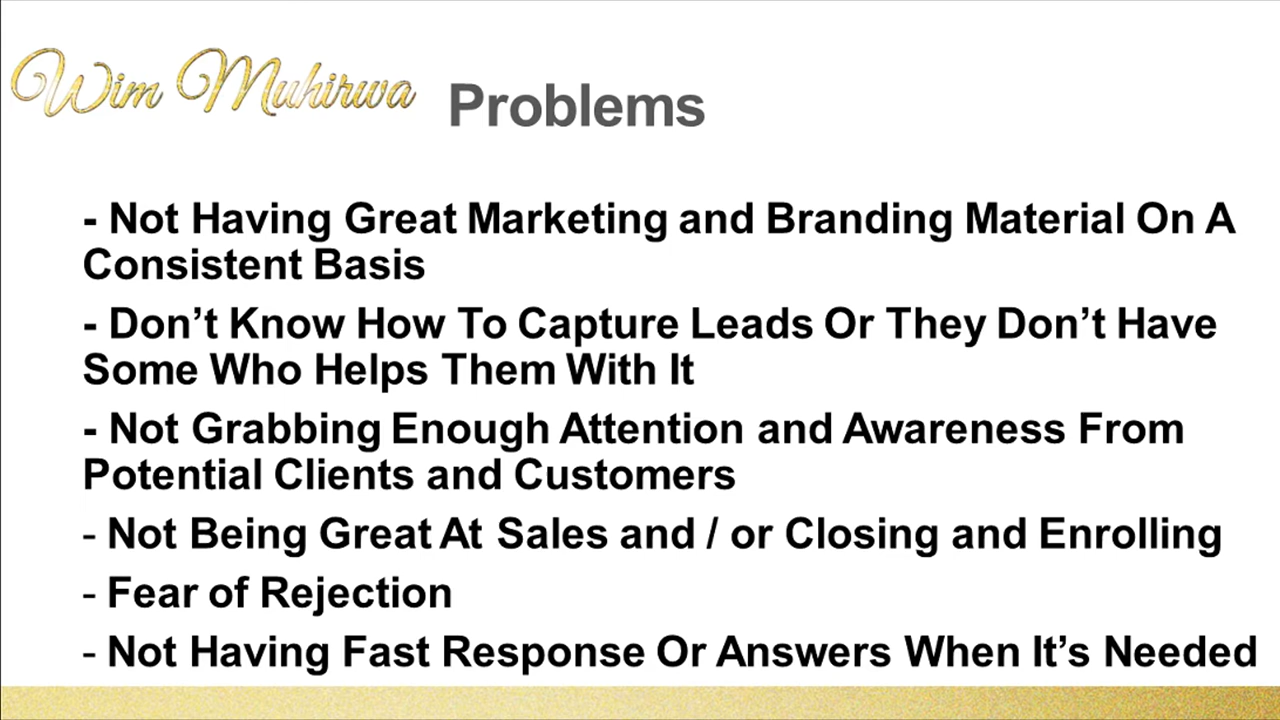 Wim Muhirwa
Problems
- Not Having Great Marketing and Branding Material On A
Consistent Basis
- Don’t Know How To Capture Leads Or They Don’t Have
Some Who Helps Them With It
- Not Grabbing Enough Attention and Awareness From
Potential Clients and Customers
- Not Being Great At Sales and / or Closing and Enrolling
- Fear of Rejection
- Not Having Fast Response Or Answers When It’s Needed